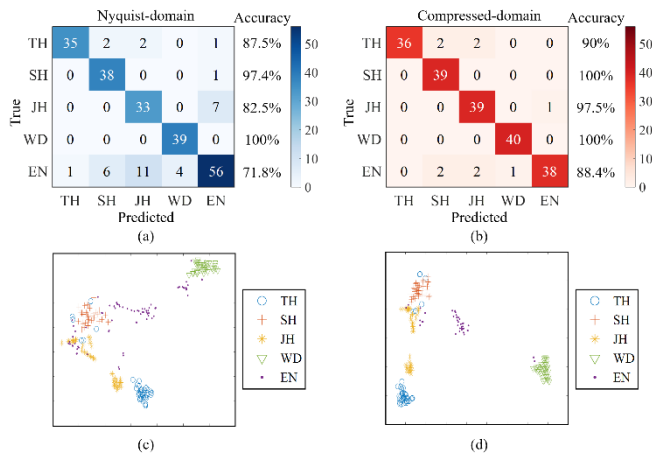 Nyquist-domain Accuracy
TH 35 2 2 0 1 87.5%
SH 0 38 0 0 1 97.4%
JH 0 0 33 0 7 82.5%
WD 0 0 0 39 0 100%
EN 1 6 11 4 56 71.8%
TH SH JH WD EN
True
Predicted
50
40
30
20
10
0
(a)
Compressed-domain Accuracy
TH 36 2 2 0 0 90%
SH 0 39 0 0 0 100%
JH 0 0 39 0 1 97.5%
WD 0 0 0 40 0 100%
EN 0 2 2 1 38 88.4%
TH SH JH WD EN
True
Predicted
50
40
30
20
10
0
(b)
TH
SH
JH
WD
EN
(c)
TH
SH
JH
WD
EN
(d)